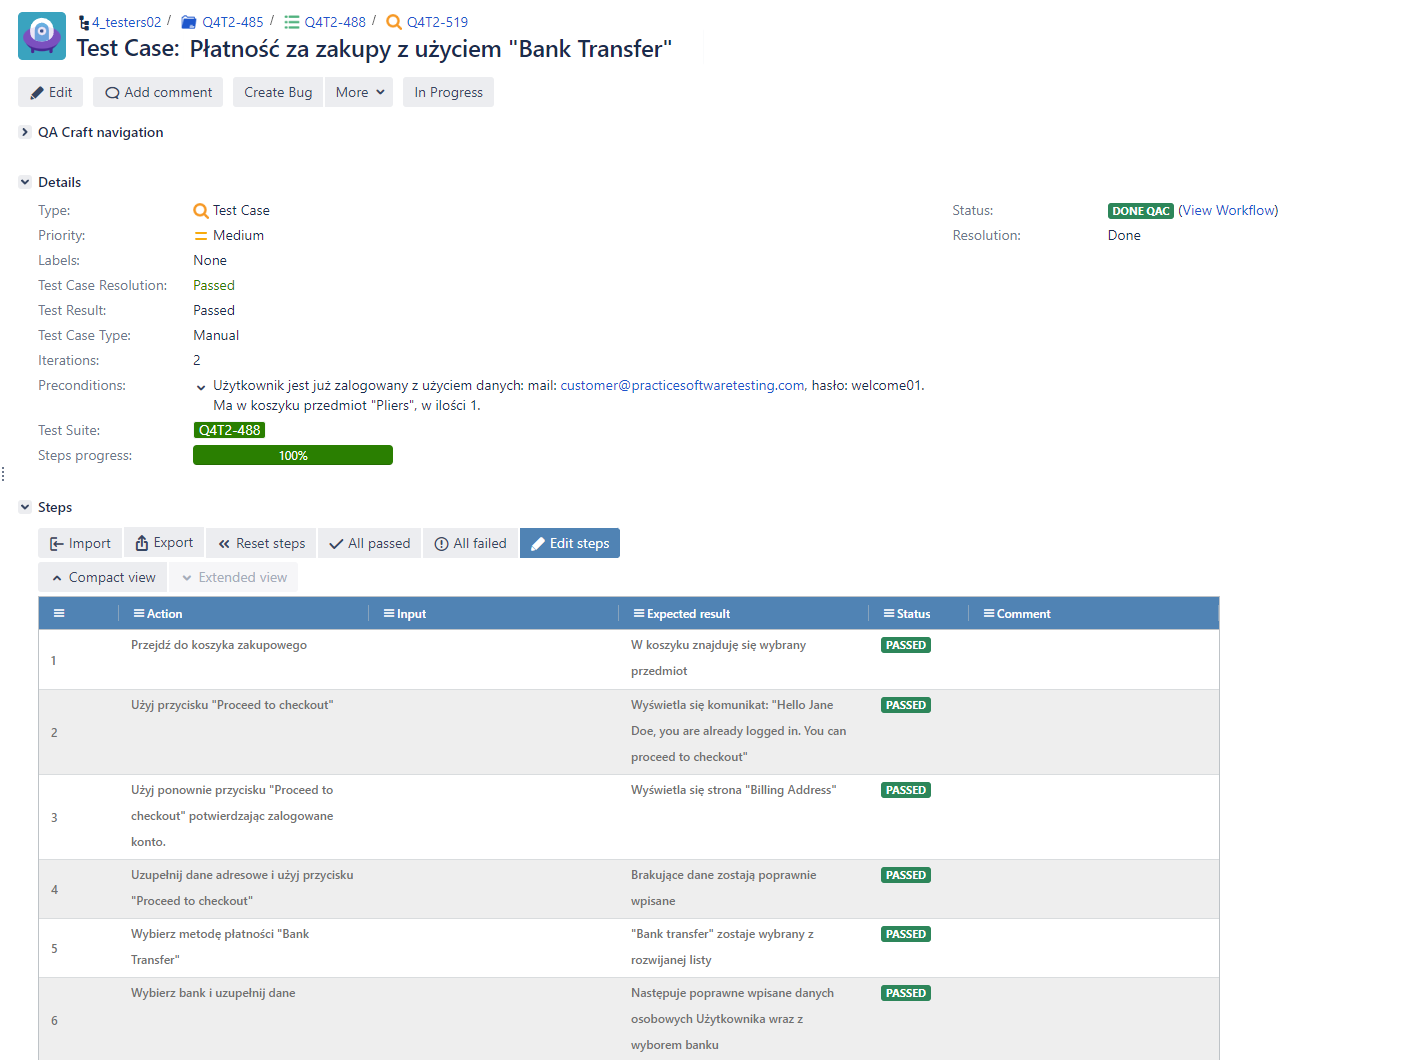 4_testers02 / Q4T2-485 / Q4T2-488 / Q4T2-519
Test Case: Płatność za zakupy z użyciem "Bank Transfer"
Edit Add comment Create Bug More In Progress
QA Craft navigation
Details
Type: Test Case Status: DONE QAC (View Workflow)
Priority: Medium Resolution: Done
Labels: None
Test Case Resolution: Passed
Test Result: Passed
Test Case Type: Manual
Iterations: 2
Preconditions: Użytkownik jest już zalogowany z użyciem danych: mail: customer@practicesoftwaretesting.com, hasło: welcome01.
Ma w koszyku przedmiot "Pliers", w ilości 1.
Test Suite: Q4T2-488
Steps progress: 100%
Steps
Import Export Reset steps All passed All failed Edit steps
Compact view Extended view
Action Input Expected result Status Comment
1
Przejdź do koszyka zakupowego
W koszyku znajduję się wybrany
przedmiot
PASSED
2
Użyj przycisku "Proceed to checkout"
Wyświetla się komunikat: "Hello Jane
Doe, you are already logged in. You can
proceed to checkout"
PASSED
3
Użyj ponownie przycisku "Proceed to
checkout" potwierdzając zalogowane
konto.
Wyświetla się strona "Billing Address"
PASSED
4
Uzupełnij dane adresowe i użyj przycisku
"Proceed to checkout"
Brakujące dane zostają poprawnie
wpisane
PASSED
5
Wybierz metodę płatności "Bank
Transfer"
"Bank transfer" zostaje wybrany z
rozwijanej listy
PASSED
6
Wybierz bank i uzupełnij dane
Następuje poprawne wpisane danych
osobowych Użytkownika wraz z
wyborem banku
PASSED